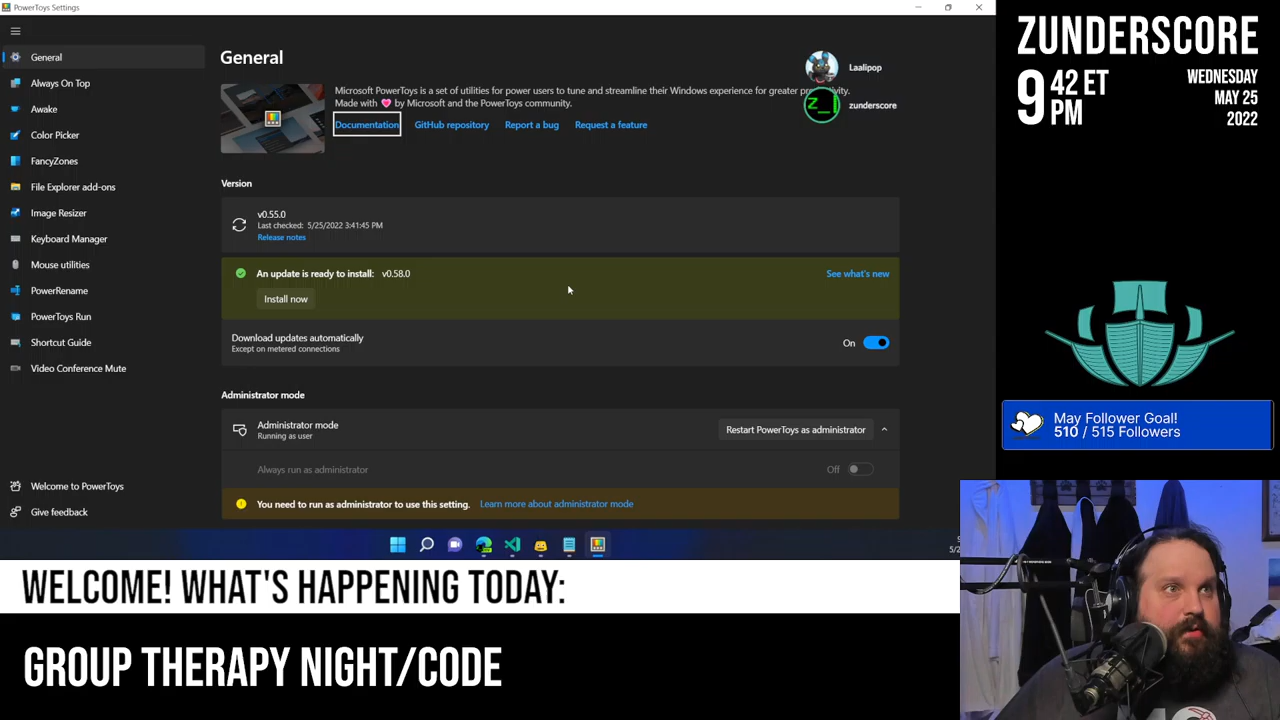 PowerToys Settings
General
Always On Top
Awake
Color Picker
FancyZones
File Explorer add-ons
Image Resizer
Keyboard Manager
Mouse utilities
PowerRename
PowerToys Run
Shortcut Guide
Video Conference Mute
Welcome to PowerToys
Give feedback
General
Microsoft PowerToys is a set of utilities for power users to tune and streamline their Windows experience for greater productivity.
Made with 💗 by Microsoft and the PowerToys community.
Documentation GitHub repository Report a bug Request a feature
Laalipop
z_l
zunderscore
Version
v0.55.0
Last checked: 5/25/2022 3:41:45 PM
Release notes
An update is ready to install: v0.58.0
See what's new
Install now
Download updates automatically
Except on metered connections
On
Administrator mode
Administrator mode
Running as user
Restart PowerToys as administrator
Always run as administrator
Off
You need to run as administrator to use this setting. Learn more about administrator mode
ZUNDERSCORE
9 42 ET
PM
WEDNESDAY
MAY 25
2022
May Follower Goal!
510 / 515 Followers
WELCOME! WHAT'S HAPPENING TODAY:
GROUP THERAPY NIGHT/CODE